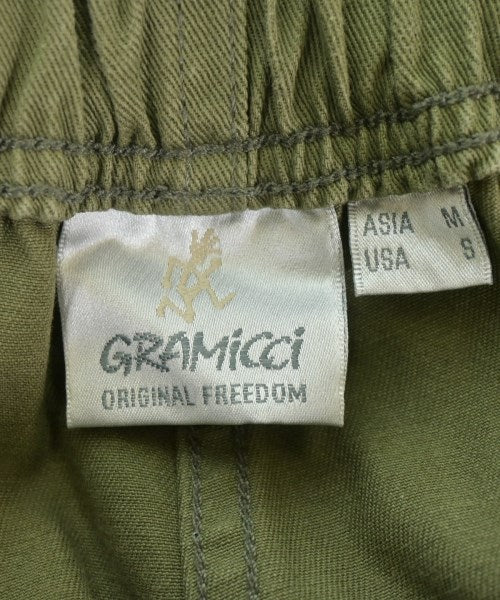 GRAMicci
ORIGINAL FREEDOM
ASIA M
USA S